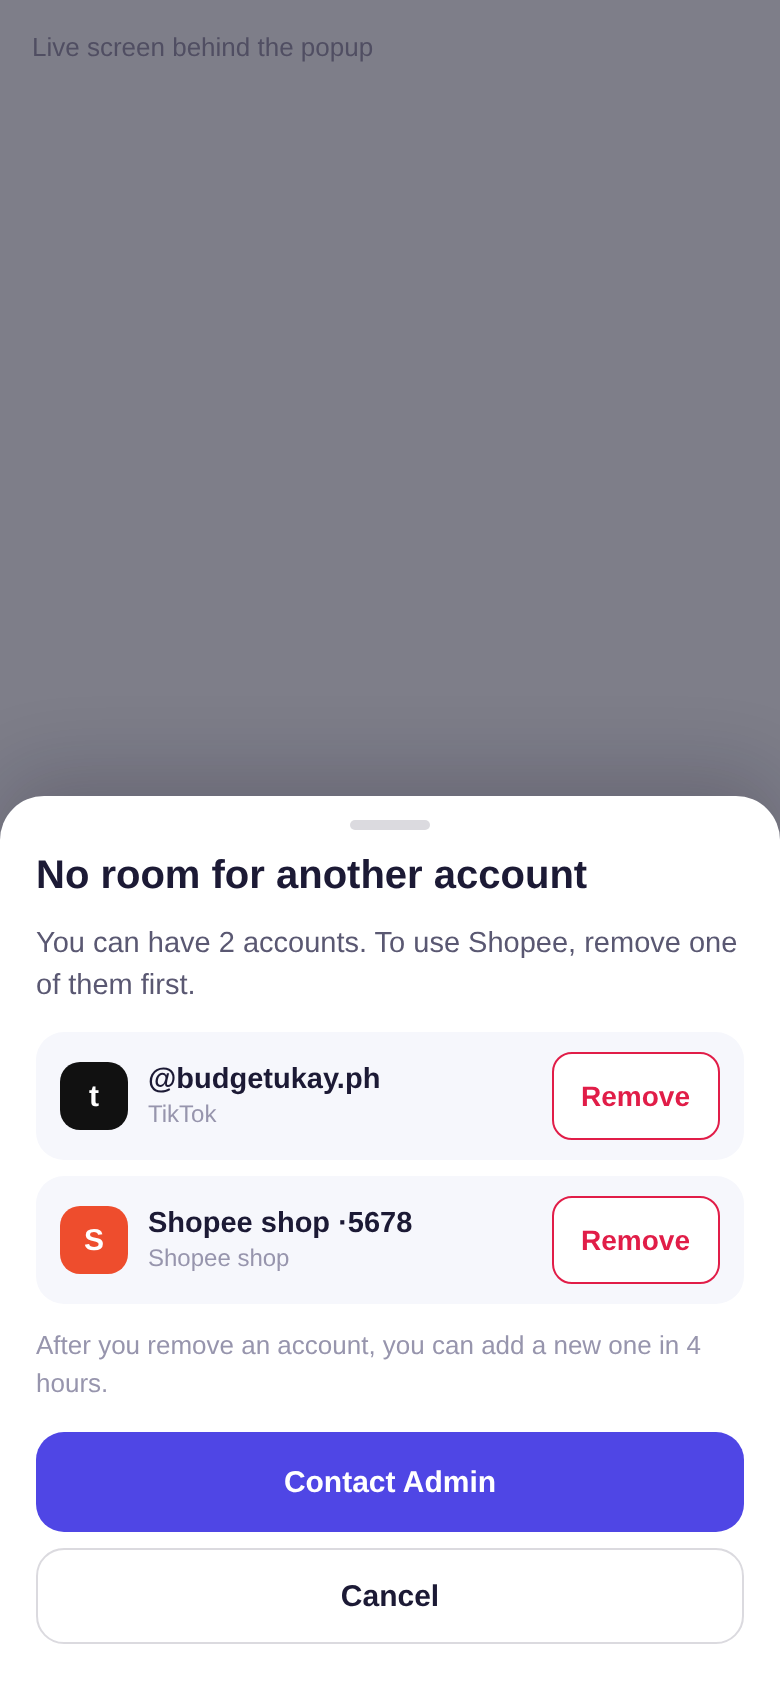 Live screen behind the popup
No room for another account
You can have 2 accounts. To use Shopee, remove one
of them first.
t
@budgetukay.ph
TikTok
Remove
S
Shopee shop ·5678
Shopee shop
Remove
After you remove an account, you can add a new one in 4
hours.
Contact Admin
Cancel